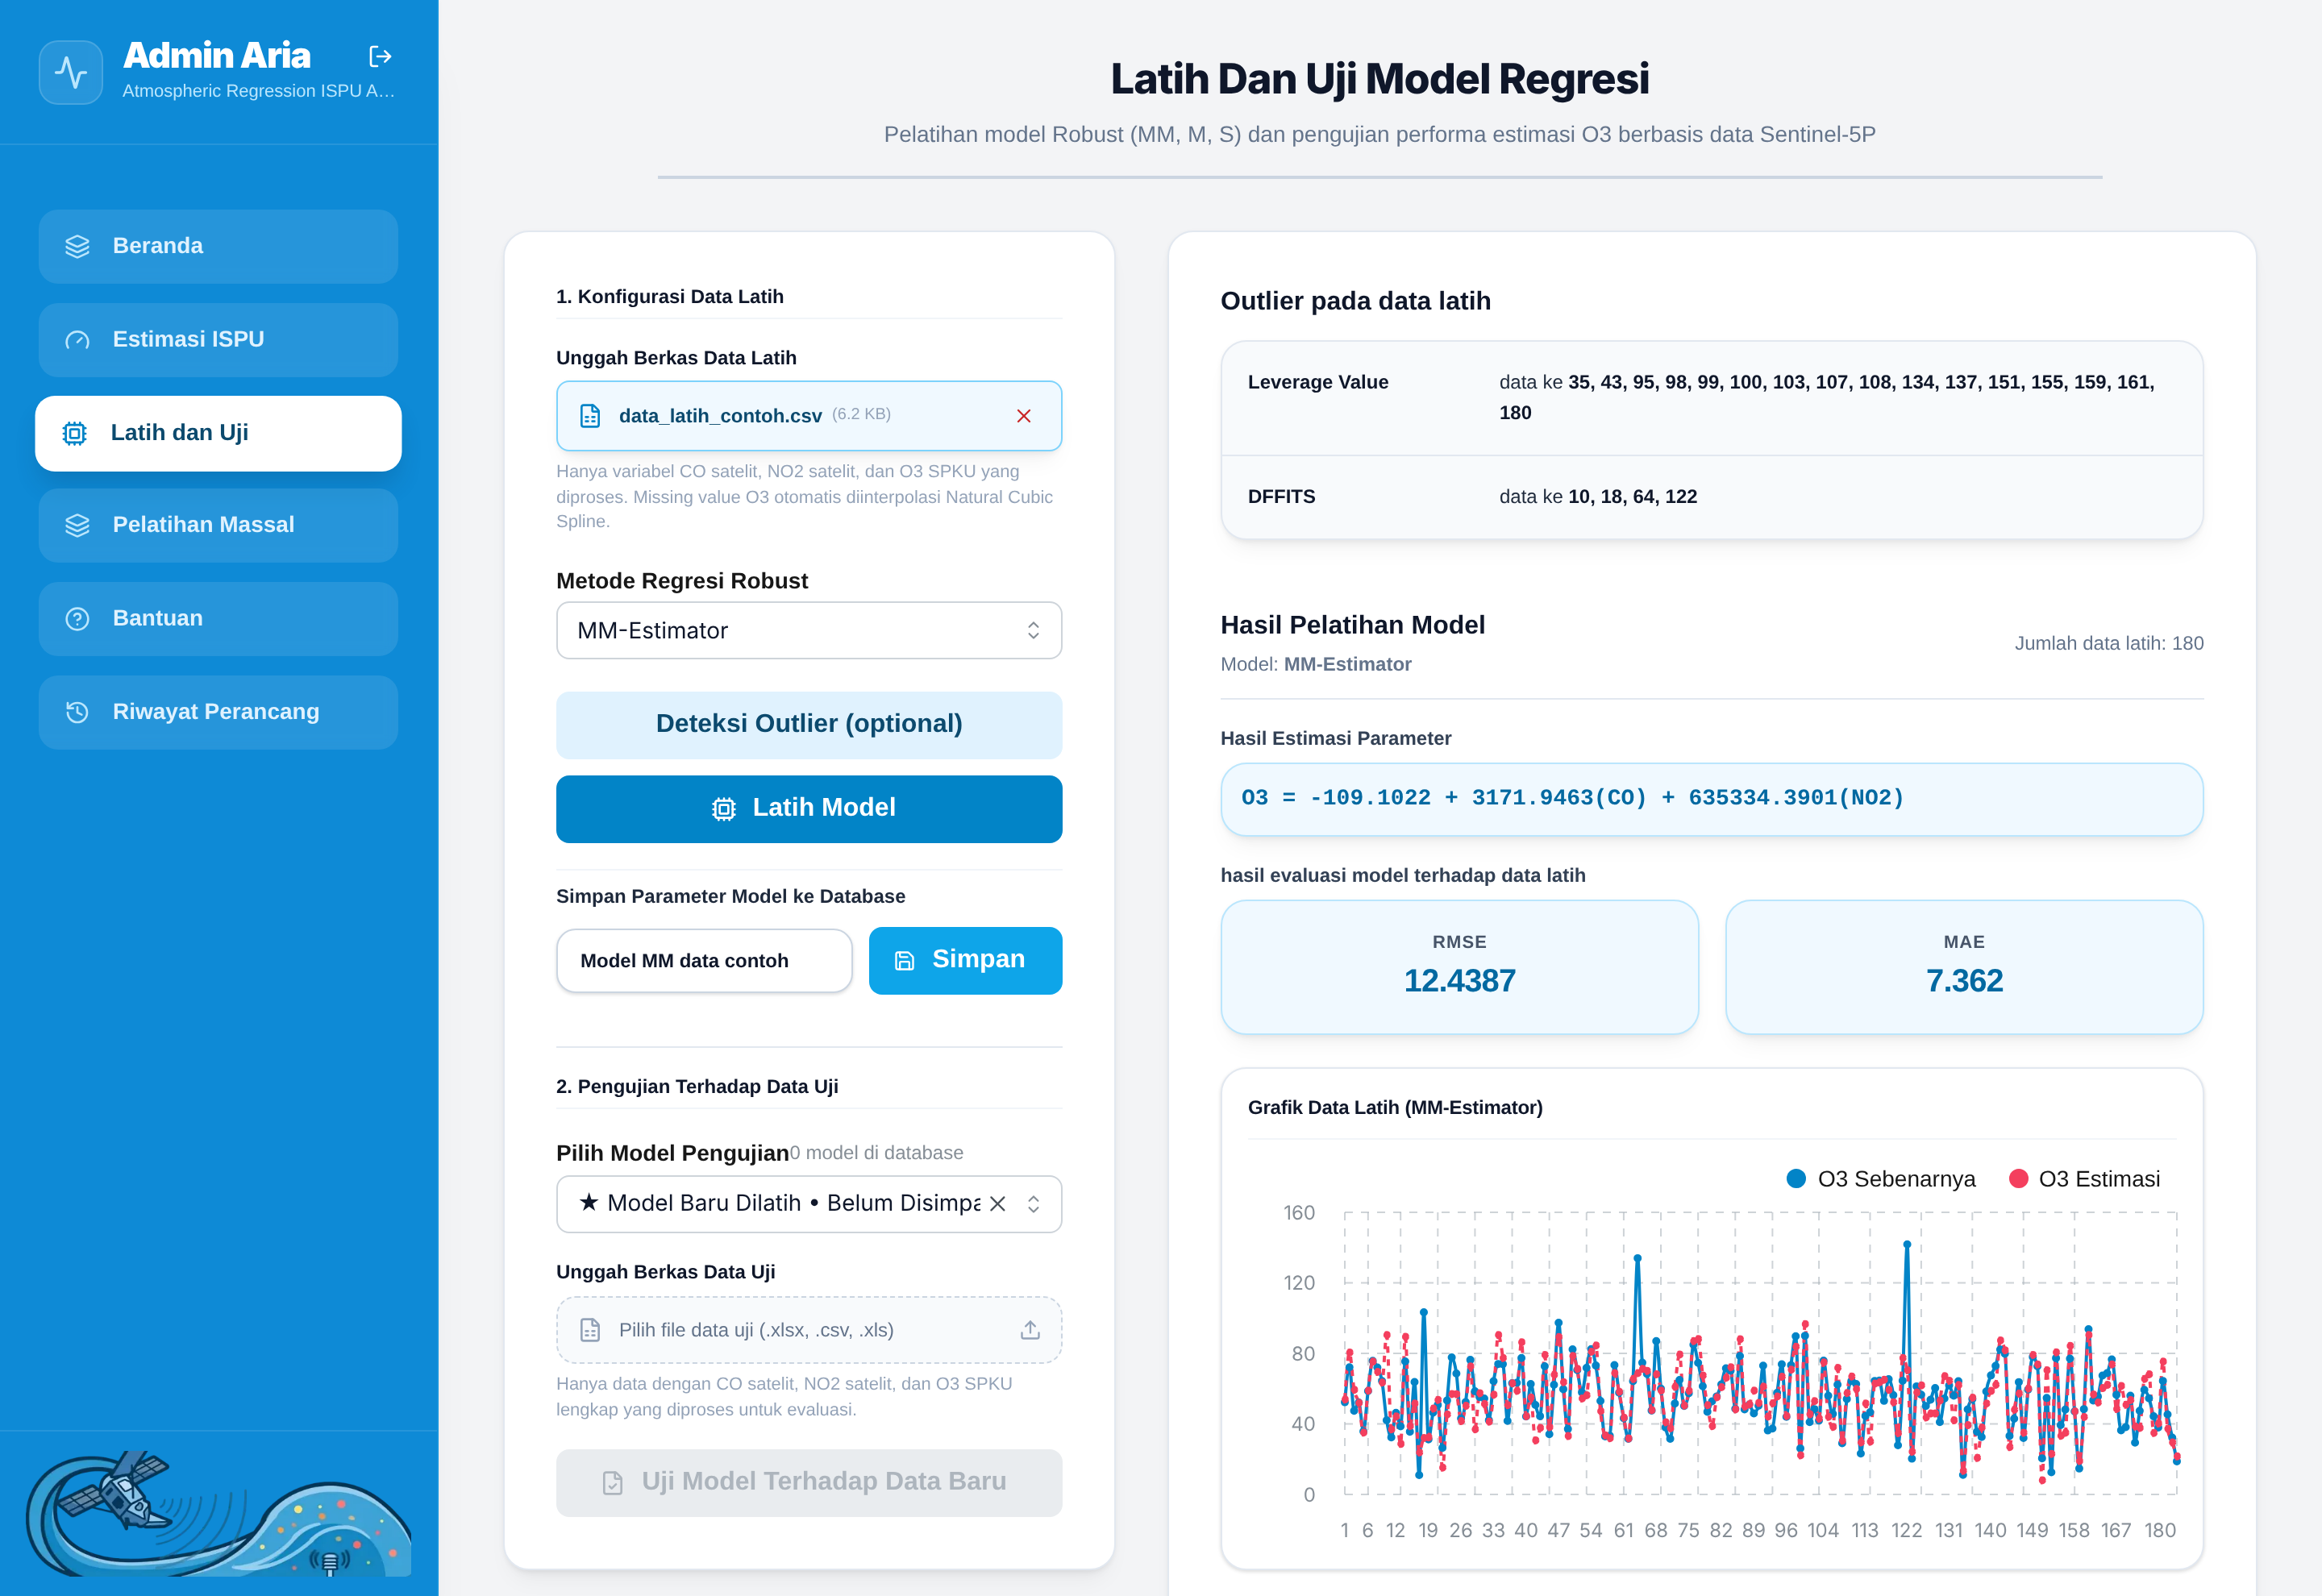 Admin Aria
Atmospheric Regression ISPU A...
Beranda
Estimasi ISPU
Latih dan Uji
Pelatihan Massal
Bantuan
Riwayat Perancang
Latih Dan Uji Model Regresi
Pelatihan model Robust (MM, M, S) dan pengujian performa estimasi O3 berbasis data Sentinel-5P
1. Konfigurasi Data Latih
Unggah Berkas Data Latih
data_latih_contoh.csv (6.2 KB)
Hanya variabel CO satelit, NO2 satelit, dan O3 SPKU yang
diproses. Missing value O3 otomatis diinterpolasi Natural Cubic
Spline.
Metode Regresi Robust
MM-Estimator
Deteksi Outlier (optional)
Latih Model
Simpan Parameter Model ke Database
Model MM data contoh
Simpan
2. Pengujian Terhadap Data Uji
Pilih Model Pengujian0 model di database
★ Model Baru Dilatih • Belum Disimpa
Unggah Berkas Data Uji
Pilih file data uji (.xlsx, .csv, .xls)
Hanya data dengan CO satelit, NO2 satelit, dan O3 SPKU
lengkap yang diproses untuk evaluasi.
Uji Model Terhadap Data Baru
Outlier pada data latih
Leverage Value data ke 35, 43, 95, 98, 99, 100, 103, 107, 108, 134, 137, 151, 155, 159, 161,
180
DFFITS data ke 10, 18, 64, 122
Hasil Pelatihan Model
Model: MM-Estimator
Jumlah data latih: 180
Hasil Estimasi Parameter
O3 = -109.1022 + 3171.9463(CO) + 635334.3901(NO2)
hasil evaluasi model terhadap data latih
RMSE
12.4387
MAE
7.362
Grafik Data Latih (MM-Estimator)
O3 Sebenarnya O3 Estimasi
160
120
80
40
0
1 6 12 19 26 33 40 47 54 61 68 75 82 89 96 104 113 122 131 140 149 158 167 180